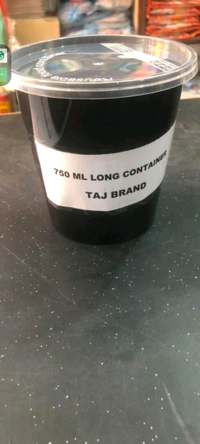 750 ML LONG CONTAINER
TAJ BRAND